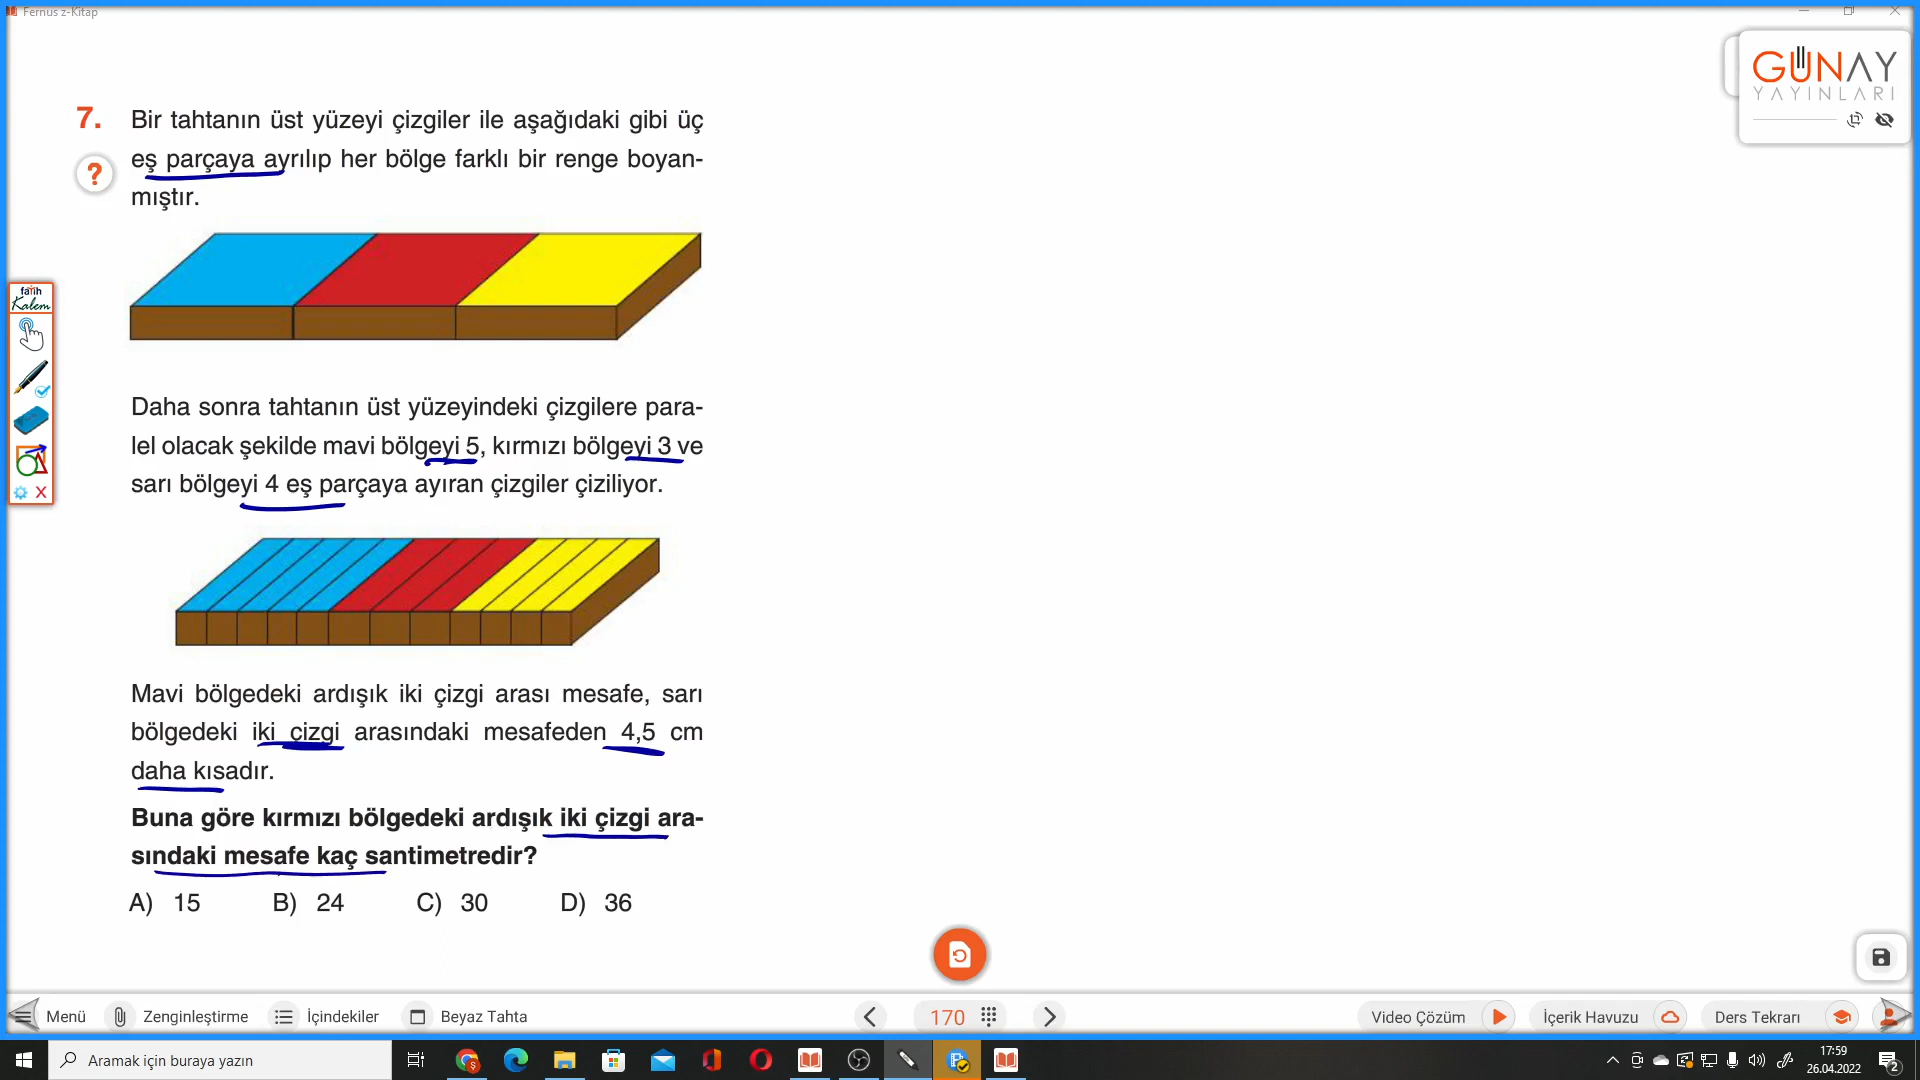 Fernus z-Kitap
GÜNAY
YAYINLARI
7. Bir tahtanın üst yüzeyi çizgiler ile aşağıdaki gibi üç
eş parçaya ayrılıp her bölge farklı bir renge boyan-
mıştır.
?
fatih
Kalem
Daha sonra tahtanın üst yüzeyindeki çizgilere para-
lel olacak şekilde mavi bölgeyi 5, kırmızı bölgeyi 3 ve
sarı bölgeyi 4 eş parçaya ayıran çizgiler çiziliyor.
Mavi bölgedeki ardışık iki çizgi arası mesafe, sarı
bölgedeki iki çizgi arasındaki mesafeden 4,5 cm
daha kısadır.
Buna göre kırmızı bölgedeki ardışık iki çizgi ara-
sındaki mesafe kaç santimetredir?
A) 15 B) 24 C) 30 D) 36
Menü Zenginleştirme İçindekiler Beyaz Tahta 170 Video Çözüm İçerik Havuzu Ders Tekrarı
Aramak için buraya yazın
17:59
26.04.2022
2